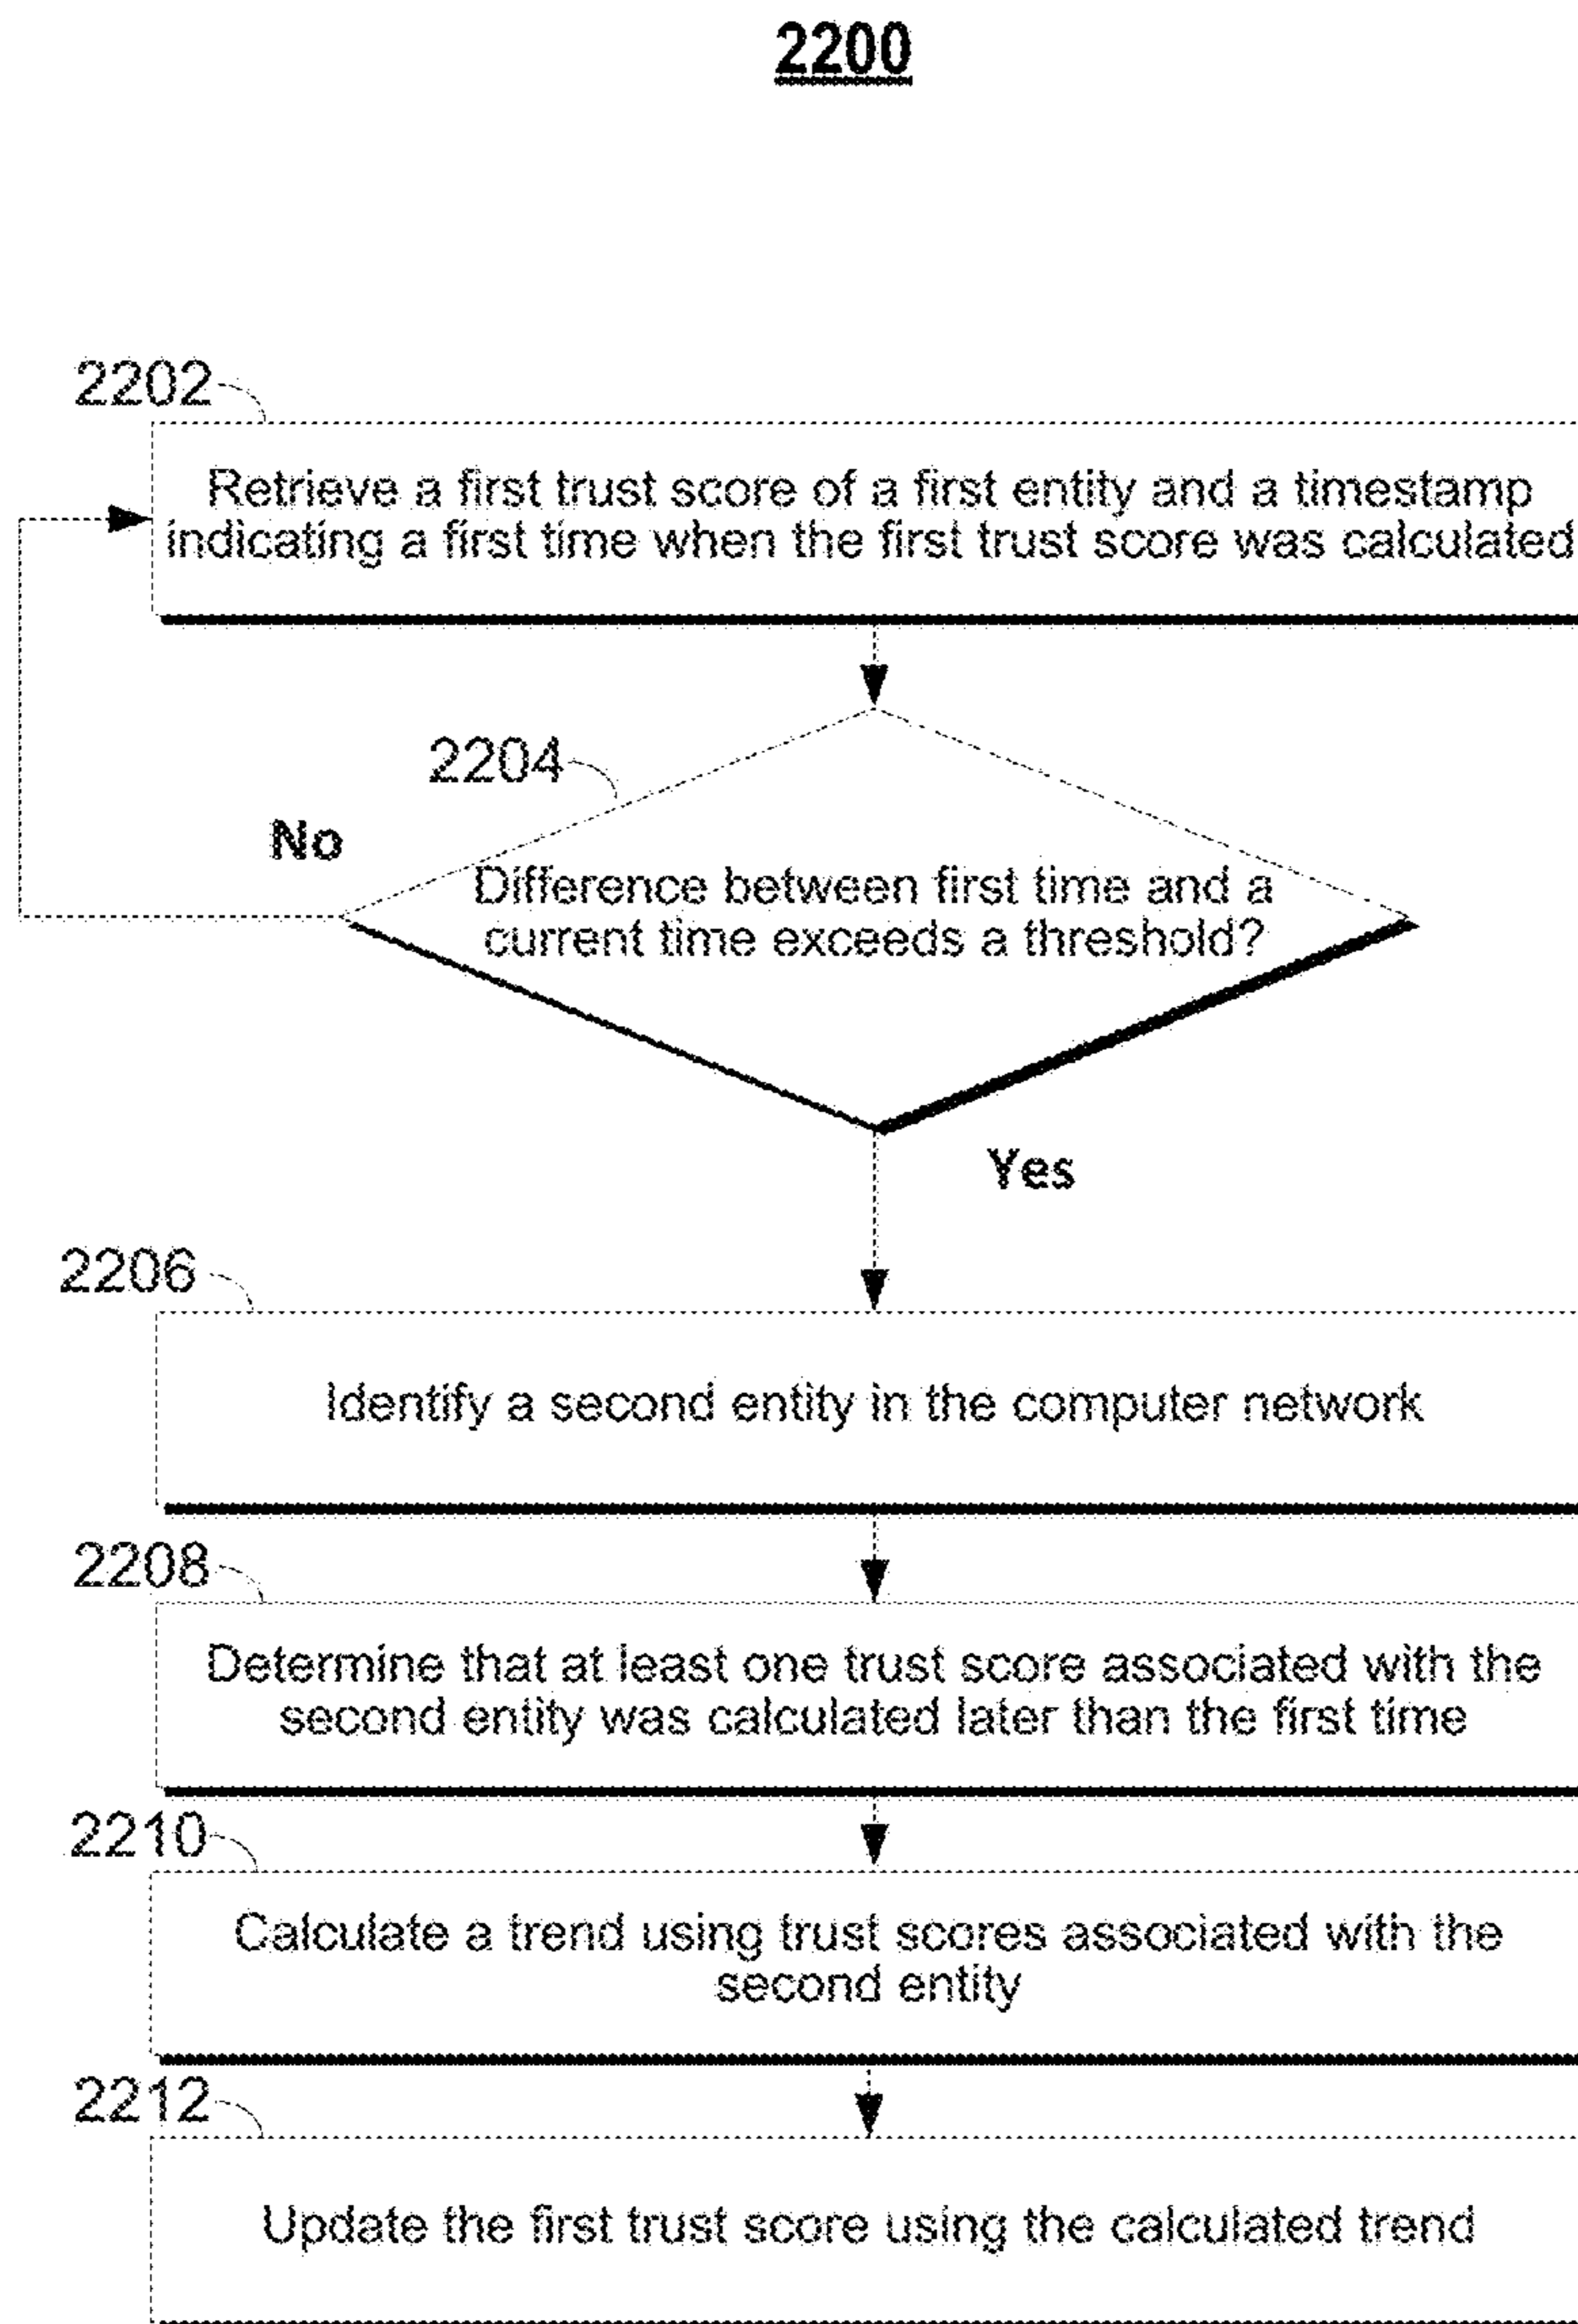 2200
2202
Retrieve a first trust score of a first entity and a timestamp
indicating a first time when the first trust score was calculated
2204
No
Difference between first time and a
current time exceeds a threshold?
Yes
2206
Identify a second entity in the computer network
2208
Determine that at least one trust score associated with the
second entity was calculated later than the first time
2210
Calculate a trend using trust scores associated with the
second entity
2212
Update the first trust score using the calculated trend